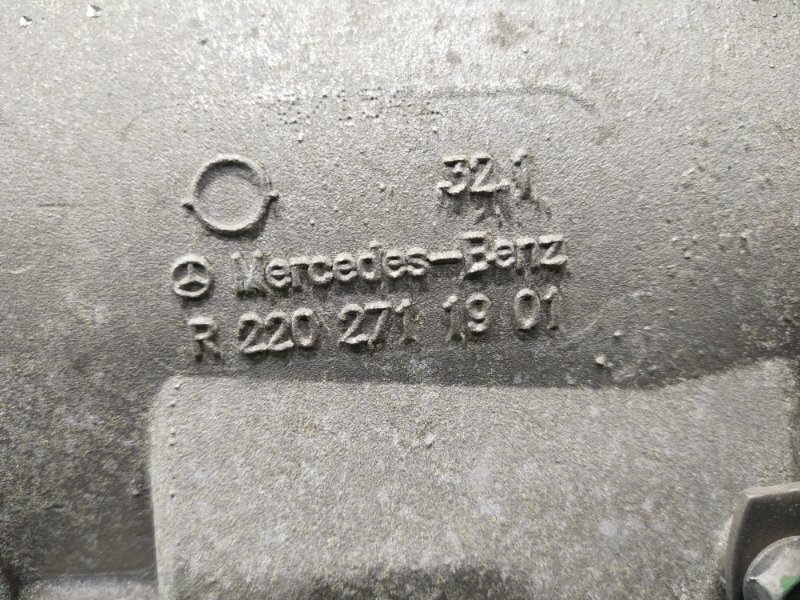 32.1
Mercedes-Benz
R 220 271 19 01